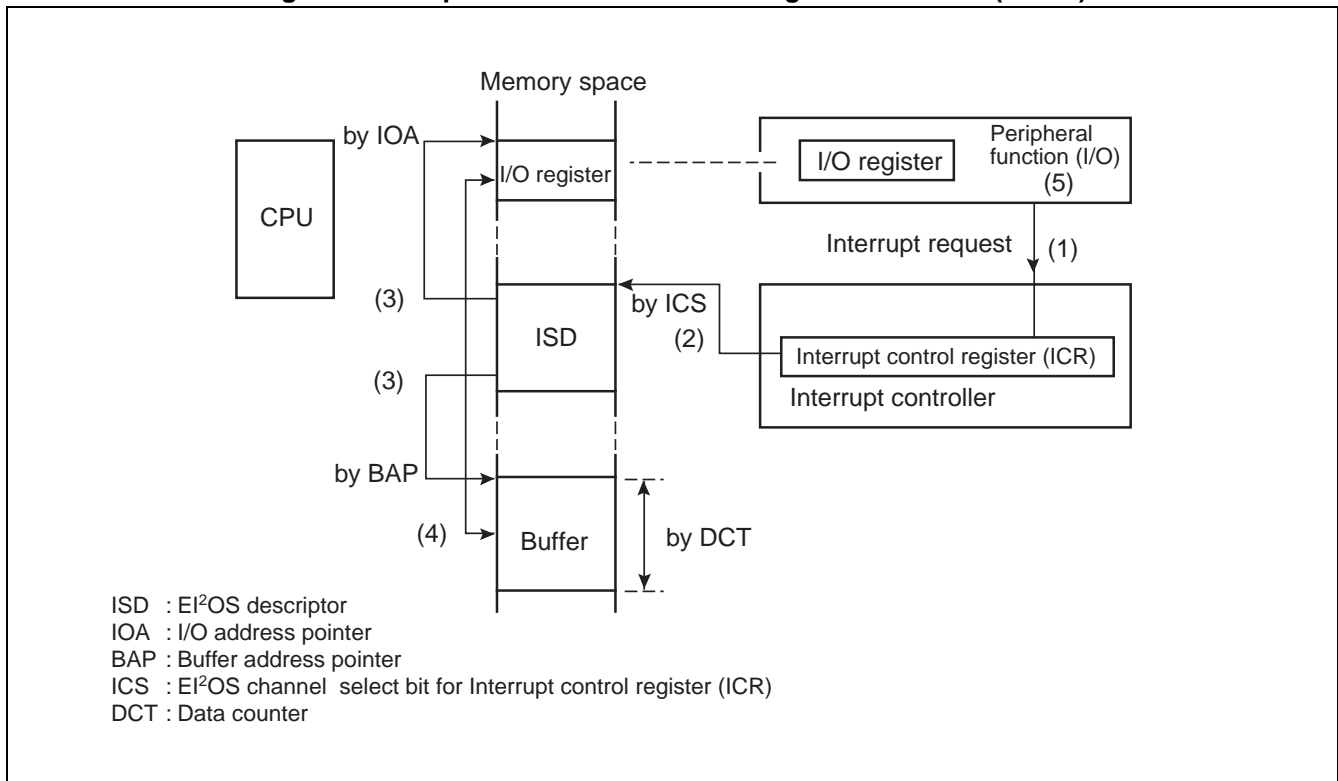 Memory space
by IOA
CPU
I/O register
I/O register
Peripheral
function (I/O)
(5)
Interrupt request
(1)
(3)
by ICS
(2)
ISD
Interrupt control register (ICR)
Interrupt controller
(3)
by BAP
(4)
Buffer
by DCT
ISD : EI²OS descriptor
IOA : I/O address pointer
BAP : Buffer address pointer
ICS : EI²OS channel select bit for Interrupt control register (ICR)
DCT : Data counter